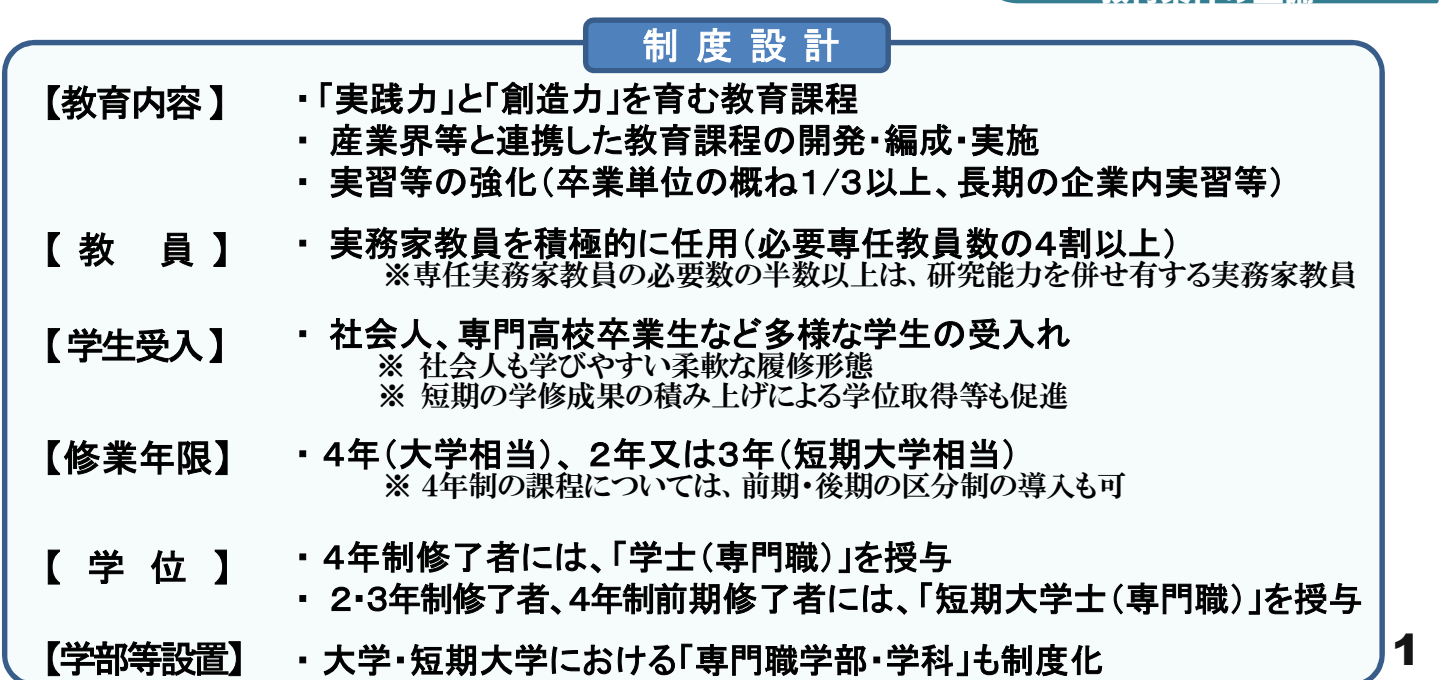 制度設計
【教育内容】 ・「実践力」と「創造力」を育む教育課程
・ 産業界等と連携した教育課程の開発・編成・実施
・ 実習等の強化（卒業単位の概ね1/3以上、長期の企業内実習等）
【 教 員 】 ・ 実務家教員を積極的に任用（必要専任教員数の4割以上）
※専任実務家教員の必要数の半数以上は、研究能力を併せ有する実務家教員
【学生受入】 ・ 社会人、専門高校卒業生など多様な学生の受入れ
※ 社会人も学びやすい柔軟な履修形態
※ 短期の学修成果の積み上げによる学位取得等も促進
【修業年限】 ・ 4年（大学相当）、2年又は3年（短期大学相当）
※ 4年制の課程については、前期・後期の区分制の導入も可
【 学 位 】 ・ 4年制修了者には、「学士（専門職）」を授与
・ 2・3年制修了者、4年制前期修了者には、「短期大学士（専門職）」を授与
【学部等設置】 ・ 大学・短期大学における「専門職学部・学科」も制度化
1